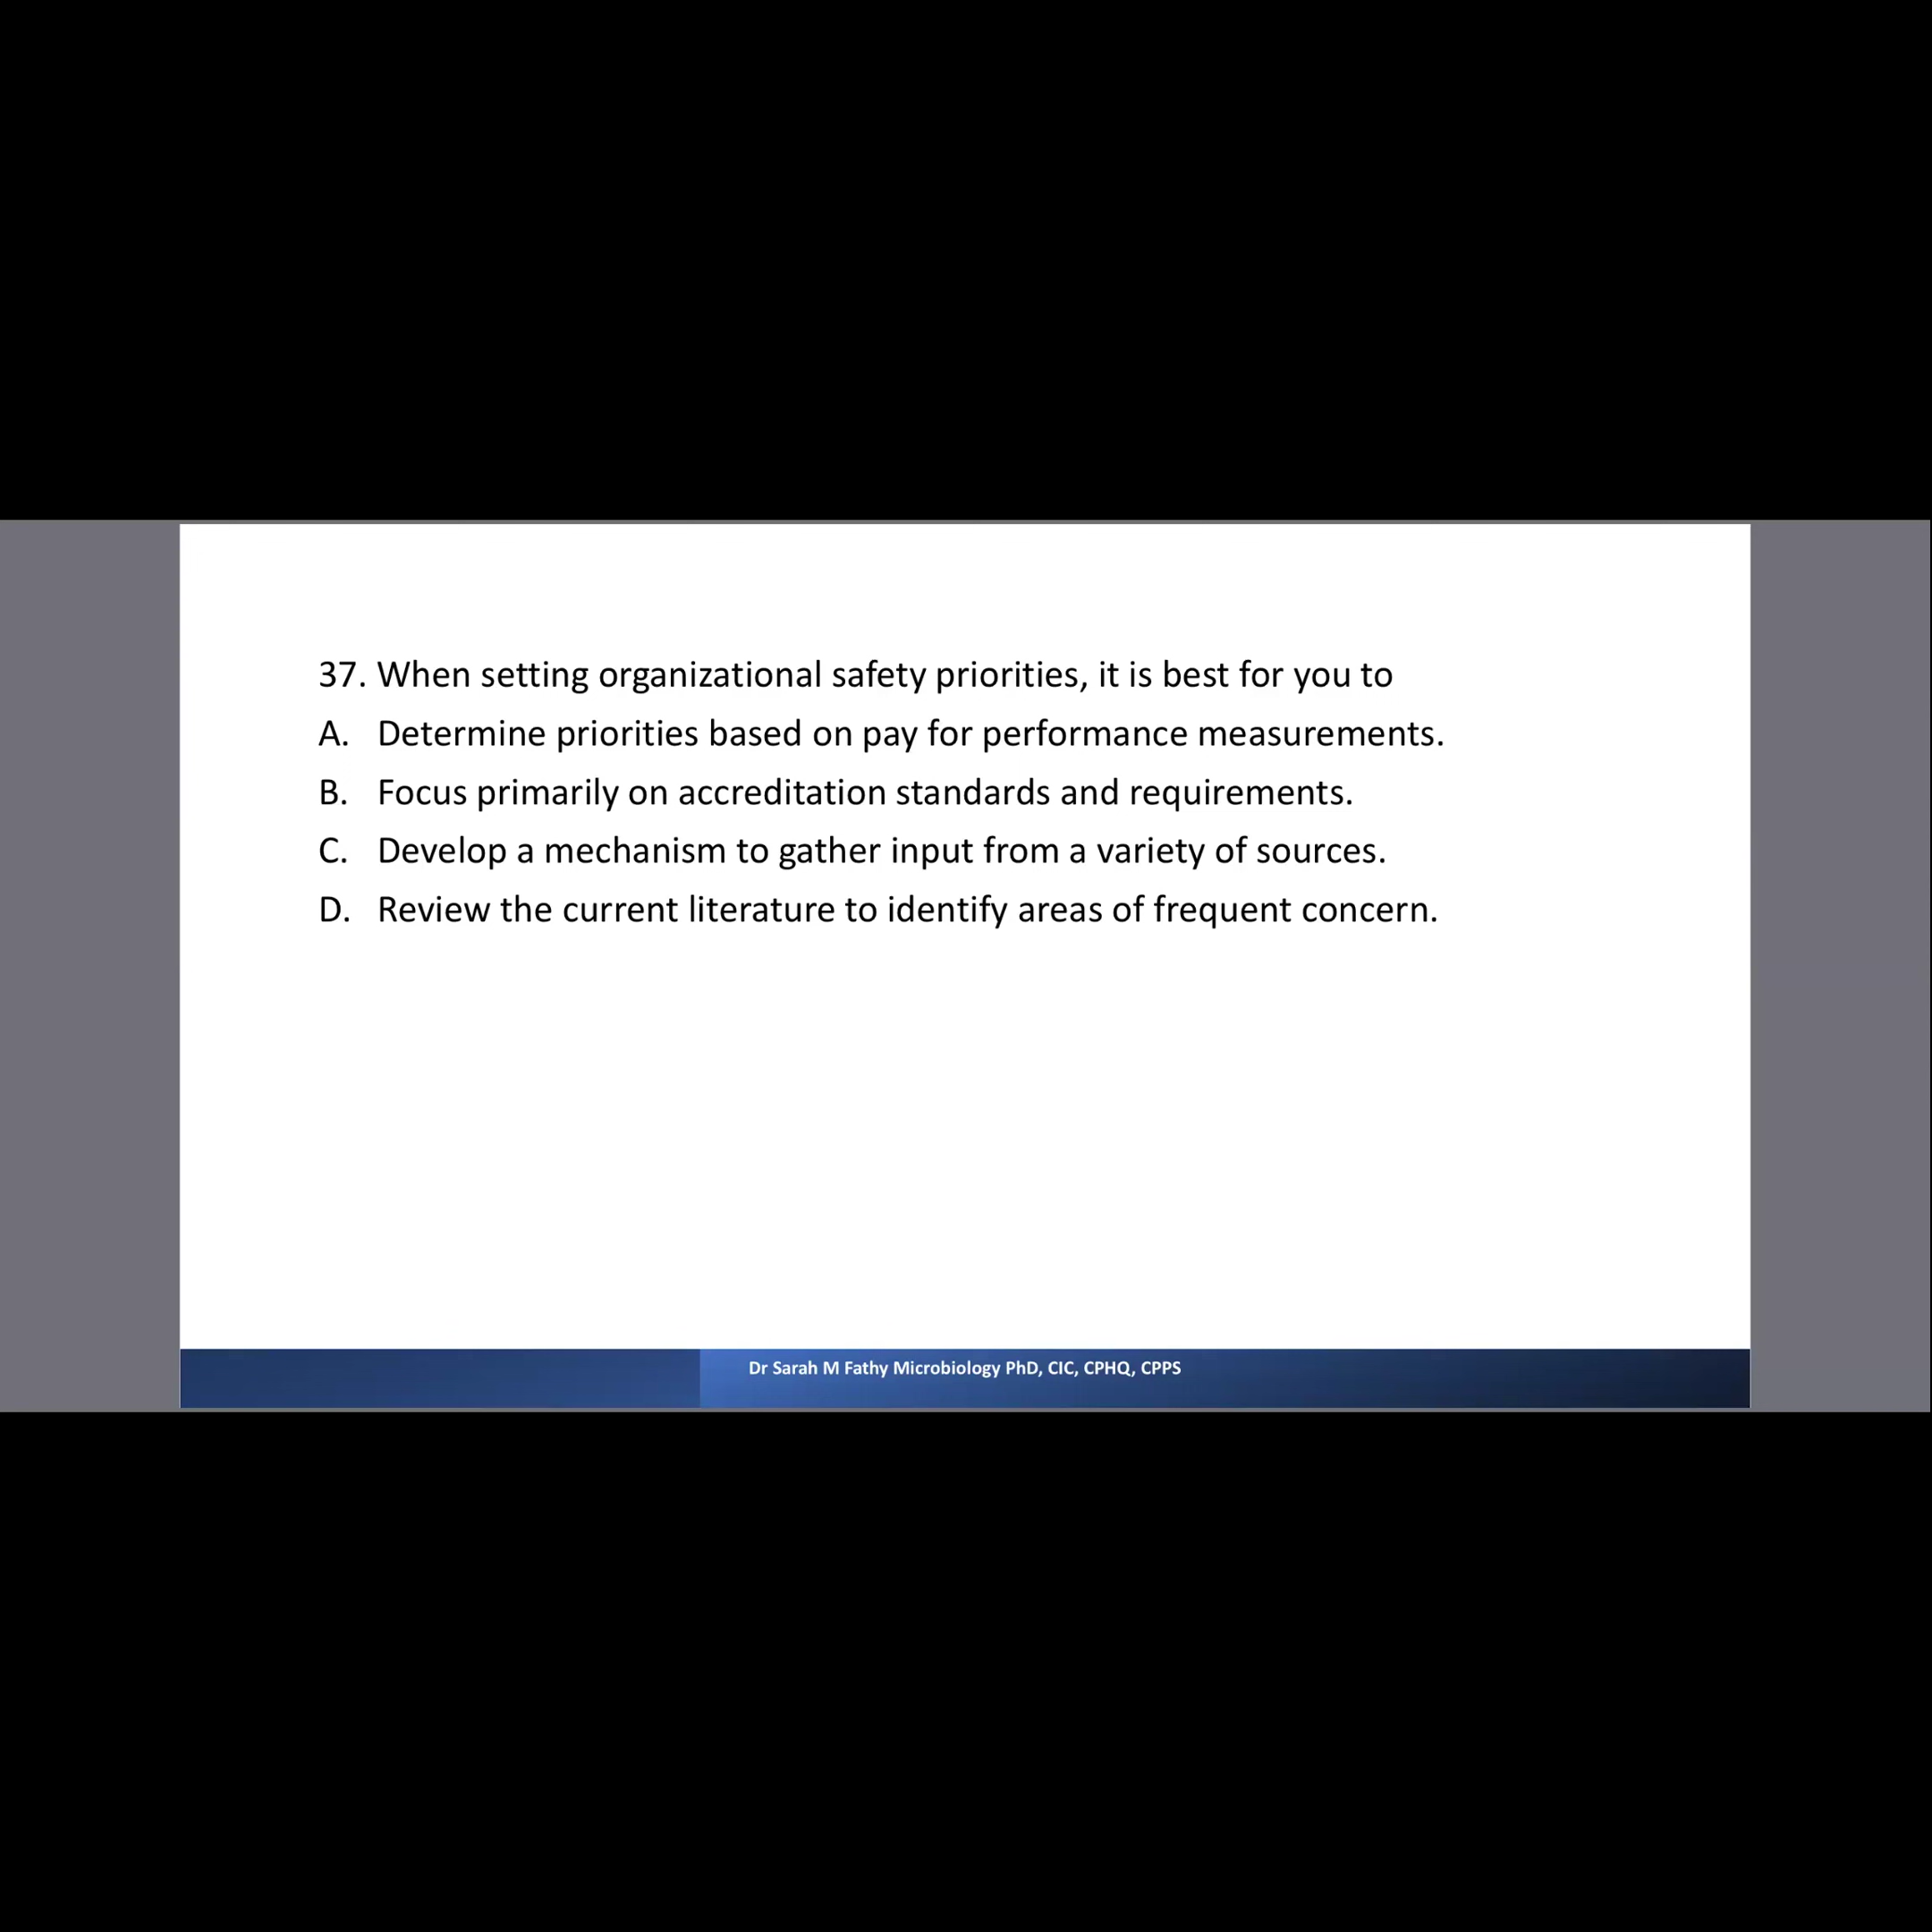 37. When setting organizational safety priorities, it is best for you to
A. Determine priorities based on pay for performance measurements.
B. Focus primarily on accreditation standards and requirements.
C. Develop a mechanism to gather input from a variety of sources.
D. Review the current literature to identify areas of frequent concern.
Dr Sarah M Fathy Microbiology PhD, CIC, CPHQ, CPPS